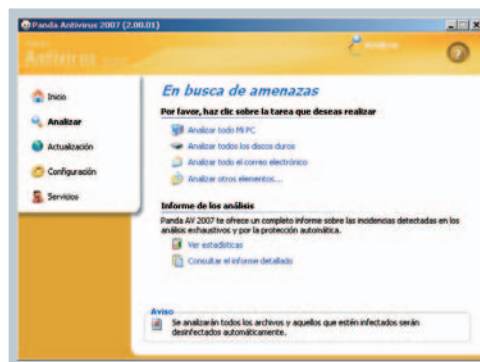 Panda Antivirus 2007 (2.00.01)
Antivirus
Inicio
Analizar
Actualización
Configuración
Servicios
En busca de amenazas
Por favor, haz clic sobre la tarea que deseas realizar
Analizar todo Mi PC
Analizar todos los discos duros
Analizar todo el correo electrónico
Analizar otros elementos...
Informe de los análisis
Panda AV 2007 te ofrece un completo informe sobre las incidencias detectadas en los
análisis exhaustivos y por la protección automática.
Ver estadísticas
Consultar el informe detallado
Aviso
Se analizarán todos los archivos y aquellos que estén infectados serán
desinfectados automáticamente.